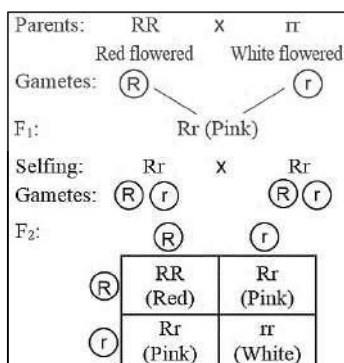 Parents: RR x rr
Red flowered White flowered
Gametes: R r
F₁: Rr (Pink)
Selfing: Rr x Rr
Gametes: R r R r
F₂: R r
R RR Rr
(Red) (Pink)
r Rr rr
(Pink) (White)